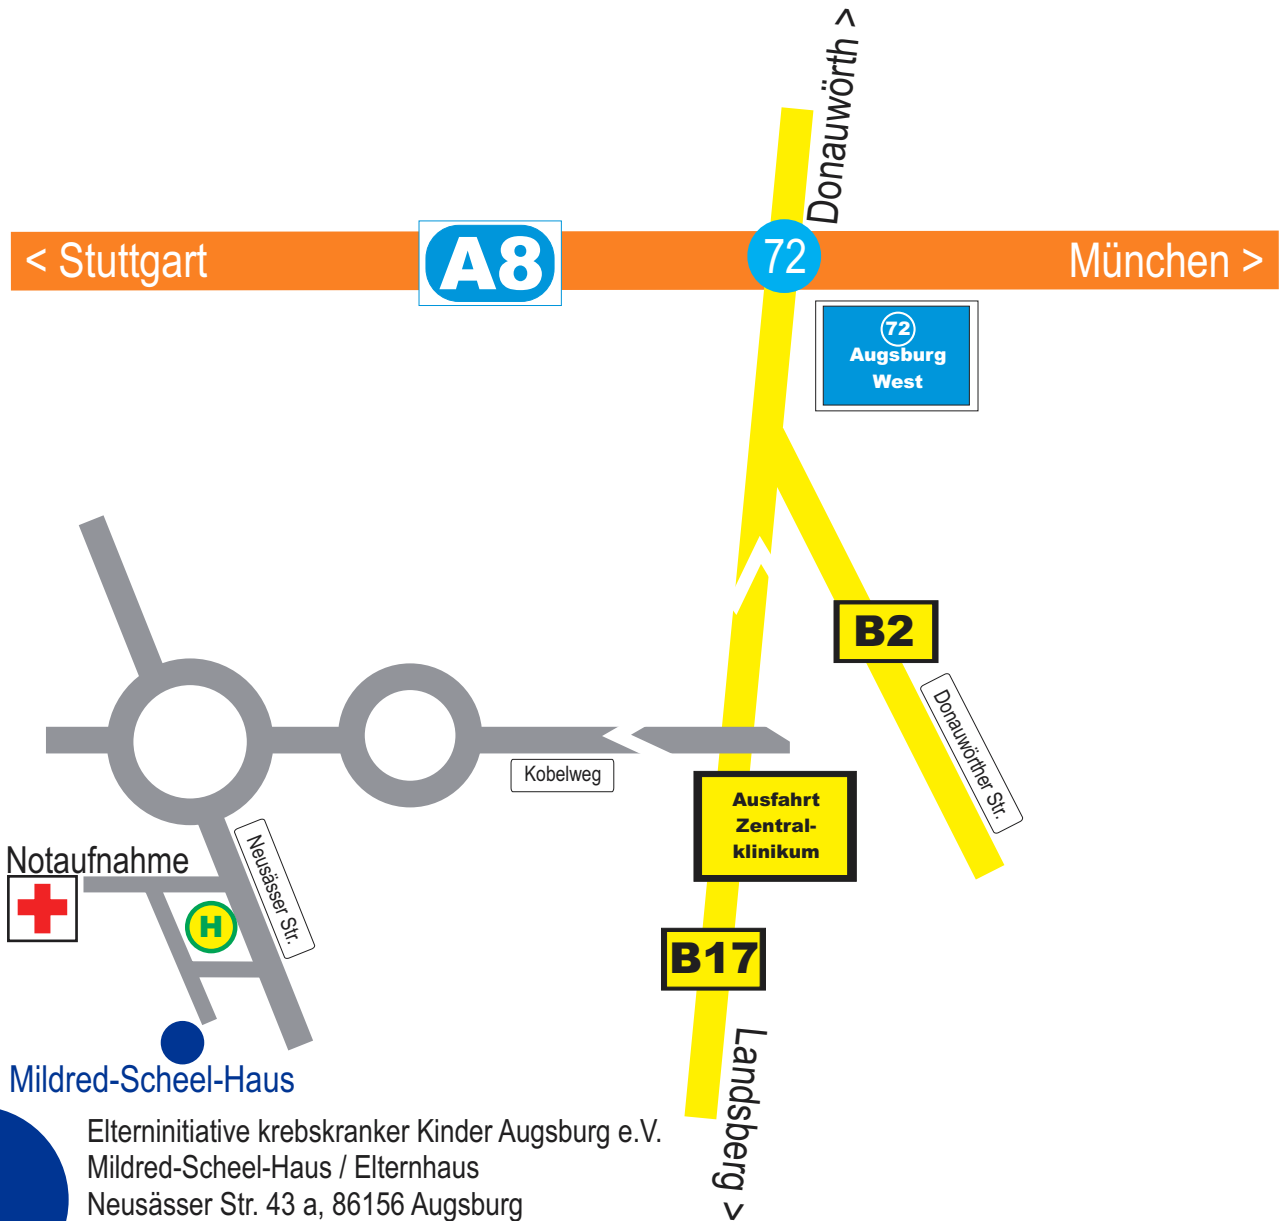 Donauwörth >
< Stuttgart
A8
72
München >
72
Augsburg
West
B2
Donauwörther Str.
Kobelweg
Ausfahrt
Zentral-
klinikum
Neusässer Str.
Notaufnahme
H
B17
Landsberg >
Mildred-Scheel-Haus
Elterninitiative krebskranker Kinder Augsburg e.V.
Mildred-Scheel-Haus / Elternhaus
Neusässer Str. 43 a, 86156 Augsburg